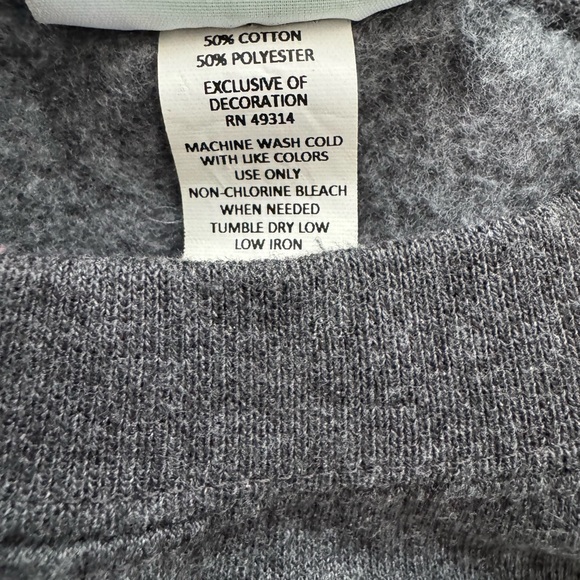 50% COTTON
50% POLYESTER
EXCLUSIVE OF
DECORATION
RN 49314
MACHINE WASH COLD
WITH LIKE COLORS
USE ONLY
NON-CHLORINE BLEACH
WHEN NEEDED
TUMBLE DRY LOW
LOW IRON